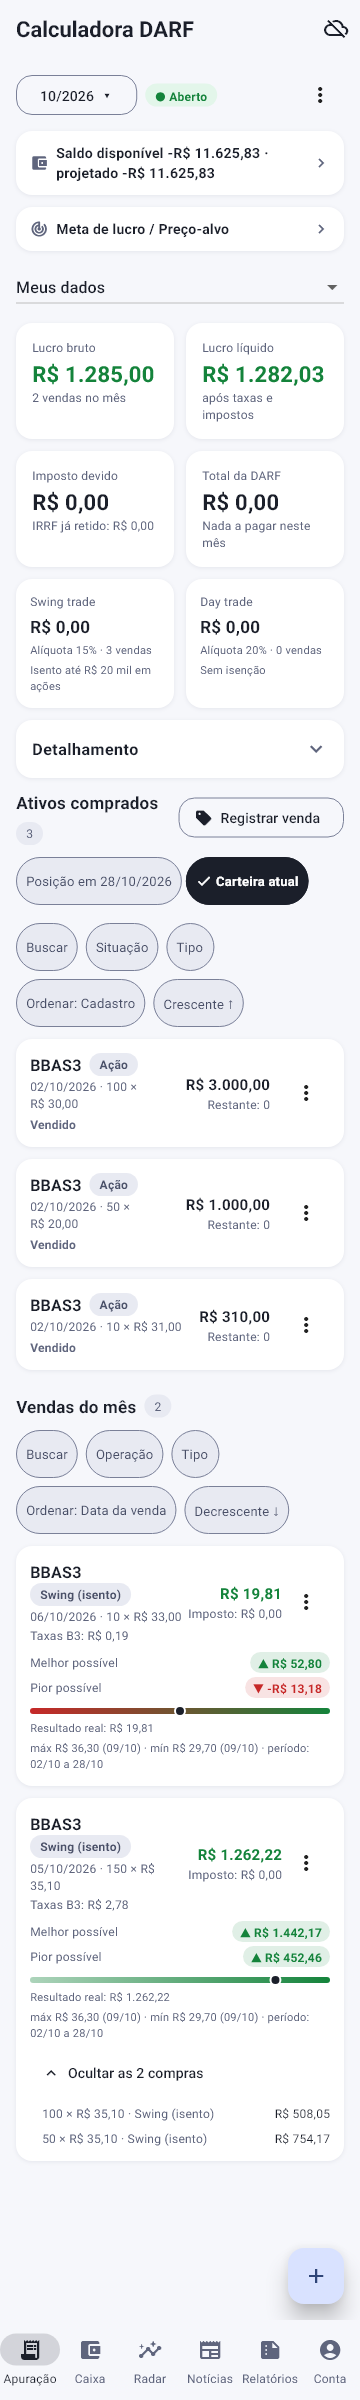 Calculadora DARF
10/2026
Aberto
Saldo disponível -R$ 11.625,83 ·
projetado -R$ 11.625,83
Meta de lucro / Preço-alvo
Meus dados
Lucro bruto
R$ 1.285,00
2 vendas no mês
Lucro líquido
R$ 1.282,03
após taxas e
impostos
Imposto devido
R$ 0,00
IRRF já retido: R$ 0,00
Total da DARF
R$ 0,00
Nada a pagar neste
mês
Swing trade
R$ 0,00
Alíquota 15% · 3 vendas
Isento até R$ 20 mil em
ações
Day trade
R$ 0,00
Alíquota 20% · 0 vendas
Sem isenção
Detalhamento
Ativos comprados
3
Registrar venda
Posição em 28/10/2026
Carteira atual
Buscar
Situação
Tipo
Ordenar: Cadastro
Crescente ↑
BBAS3
Ação
02/10/2026 · 100 ×
R$ 30,00
Vendido
R$ 3.000,00
Restante: 0
BBAS3
Ação
02/10/2026 · 50 ×
R$ 20,00
Vendido
R$ 1.000,00
Restante: 0
BBAS3
Ação
02/10/2026 · 10 × R$ 31,00
Vendido
R$ 310,00
Restante: 0
Vendas do mês
2
Buscar
Operação
Tipo
Ordenar: Data da venda
Decrescente ↓
BBAS3
Swing (isento)
06/10/2026 · 10 × R$ 33,00
Taxas B3: R$ 0,19
R$ 19,81
Imposto: R$ 0,00
Melhor possível
▲ R$ 52,80
Pior possível
▼ -R$ 13,18
Resultado real: R$ 19,81
máx R$ 36,30 (09/10) · mín R$ 29,70 (09/10) · período:
02/10 a 28/10
BBAS3
Swing (isento)
05/10/2026 · 150 × R$
35,10
Taxas B3: R$ 2,78
R$ 1.262,22
Imposto: R$ 0,00
Melhor possível
▲ R$ 1.442,17
Pior possível
▲ R$ 452,46
Resultado real: R$ 1.262,22
máx R$ 36,30 (09/10) · mín R$ 29,70 (09/10) · período:
02/10 a 28/10
Ocultar as 2 compras
100 × R$ 35,10 · Swing (isento)
R$ 508,05
50 × R$ 35,10 · Swing (isento)
R$ 754,17
+
Apuração
Caixa
Radar
Notícias
Relatórios
Conta